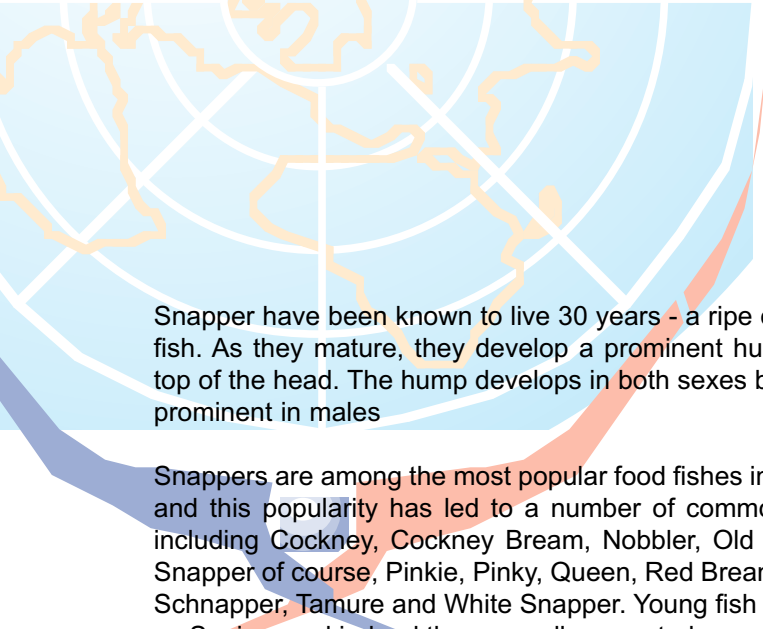 Snapper have been known to live 30 years - a ripe
fish. As they mature, they develop a prominent
top of the head. The hump develops in both sexes
prominent in males

Snappers are among the most popular food fishes in
and this popularity has led to a number of
including Cockney, Cockney Bream, Nobbler, Old
Snapper of course, Pinkie, Pinky, Queen, Red
Schnapper, Tamure and White Snapper. Young fish